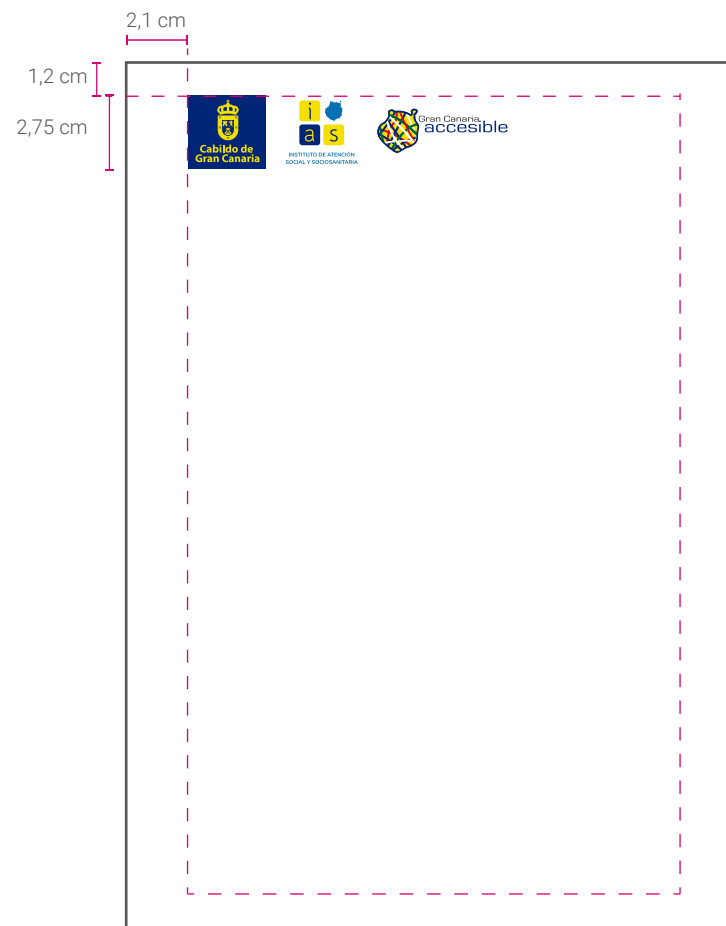 2,1 cm
1,2 cm
2,75 cm
Cabildo de
Gran Canaria
i
a s
INSTITUTO DE ATENCIÓN
SOCIAL Y SOCIOSANITARIA
Gran Canaria
accesible